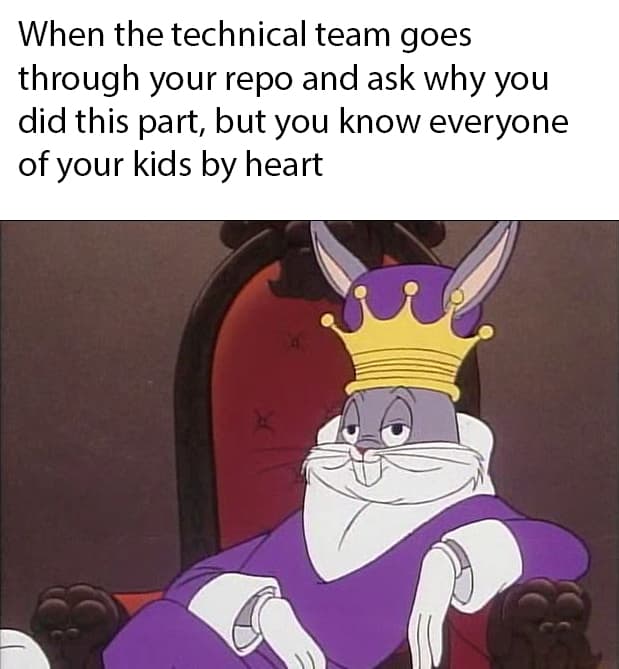 When the technical team goes
through your repo and ask why you
did this part, but you know everyone
of your kids by heart